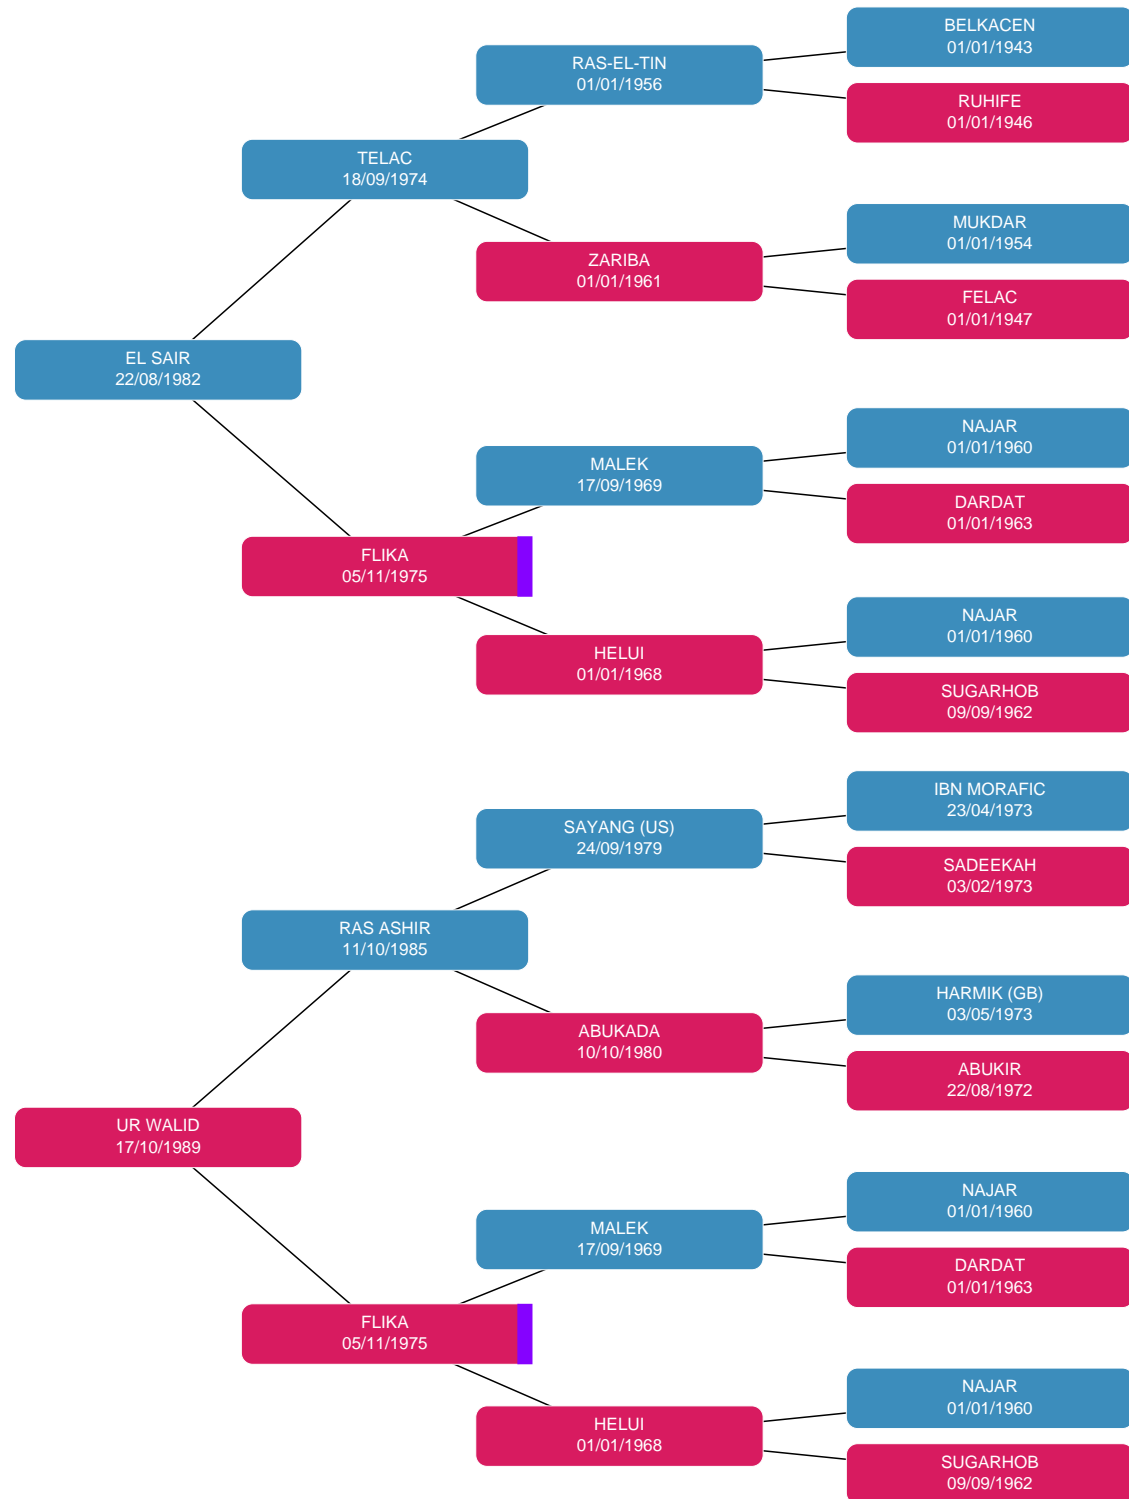 BELKACEN
01/01/1943
RAS-EL-TIN
01/01/1956
RUHIFE
01/01/1946
TELAC
18/09/1974
MUKDAR
01/01/1954
ZARIBA
01/01/1961
FELAC
01/01/1947
EL SAIR
22/08/1982
NAJAR
01/01/1960
MALEK
17/09/1969
DARDAT
01/01/1963
FLIKA
05/11/1975
NAJAR
01/01/1960
HELUI
01/01/1968
SUGARHOB
09/09/1962
IBN MORAFIC
23/04/1973
SAYANG (US)
24/09/1979
SADEEKAH
03/02/1973
RAS ASHIR
11/10/1985
HARMIK (GB)
03/05/1973
ABUKADA
10/10/1980
ABUKIR
22/08/1972
UR WALID
17/10/1989
NAJAR
01/01/1960
MALEK
17/09/1969
DARDAT
01/01/1963
FLIKA
05/11/1975
NAJAR
01/01/1960
HELUI
01/01/1968
SUGARHOB
09/09/1962